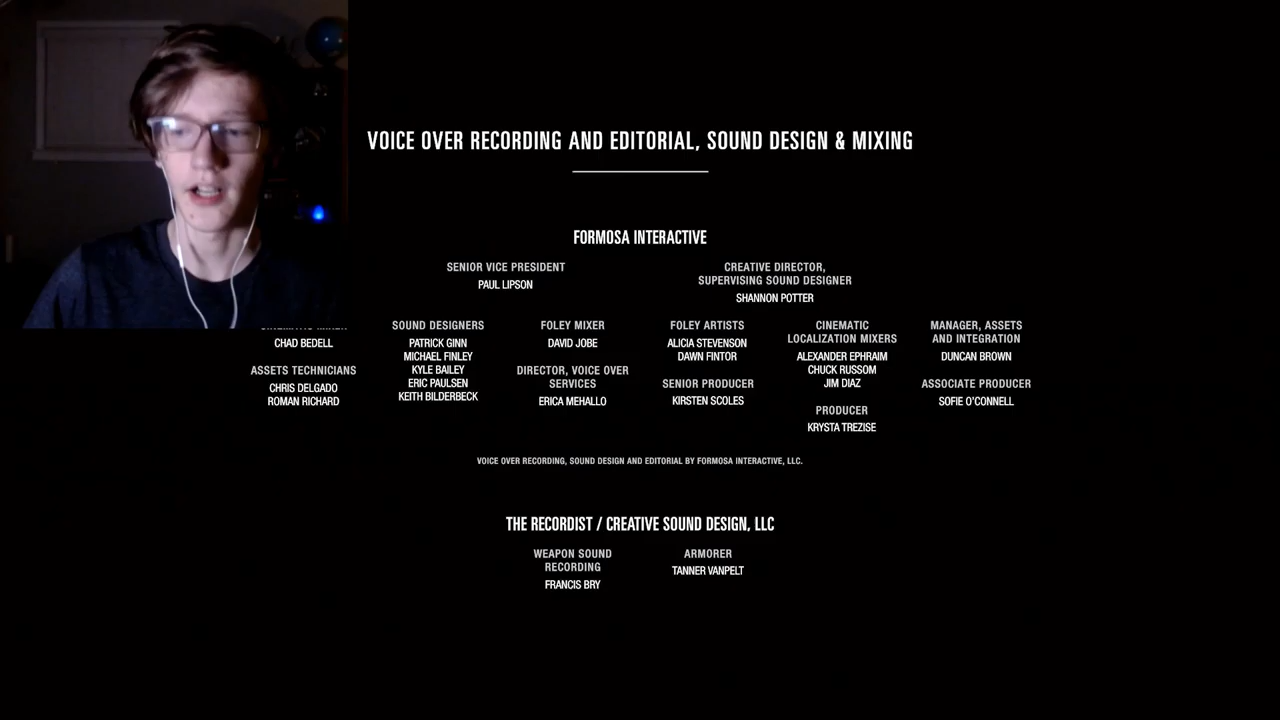 VOICE OVER RECORDING AND EDITORIAL, SOUND DESIGN & MIXING
FORMOSA INTERACTIVE
SENIOR VICE PRESIDENT
PAUL LIPSON
CREATIVE DIRECTOR,
SUPERVISING SOUND DESIGNER
SHANNON POTTER
CHAD BEDELL
ASSETS TECHNICIANS
CHRIS DELGADO
ROMAN RICHARD
SOUND DESIGNERS
PATRICK GINN
MICHAEL FINLEY
KYLE BAILEY
ERIC PAULSEN
KEITH BILDERBECK
FOLEY MIXER
DAVID JOBE
DIRECTOR, VOICE OVER
SERVICES
ERICA MEHALLO
FOLEY ARTISTS
ALICIA STEVENSON
DAWN FINTOR
SENIOR PRODUCER
KIRSTEN SCOLES
CINEMATIC
LOCALIZATION MIXERS
ALEXANDER EPHRAIM
CHUCK RUSSOM
JIM DIAZ
PRODUCER
KRYSTA TREZISE
MANAGER, ASSETS
AND INTEGRATION
DUNCAN BROWN
ASSOCIATE PRODUCER
SOFIE O'CONNELL
VOICE OVER RECORDING, SOUND DESIGN AND EDITORIAL BY FORMOSA INTERACTIVE, LLC.
THE RECORDIST / CREATIVE SOUND DESIGN, LLC
WEAPON SOUND
RECORDING
FRANCIS BRY
ARMORER
TANNER VANPELT